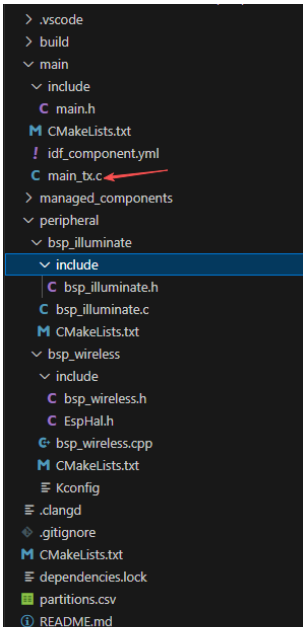 .vscode
build
main
include
C main.h
M CMakeLists.txt
! idf_component.yml
C main_tx.c
managed_components
peripheral
bsp_illuminate
include
C bsp_illuminate.h
C bsp_illuminate.c
M CMakeLists.txt
bsp_wireless
include
C bsp_wireless.h
C EspHal.h
C+ bsp_wireless.cpp
M CMakeLists.txt
Kconfig
.clangd
.gitignore
M CMakeLists.txt
dependencies.lock
partitions.csv
README.md